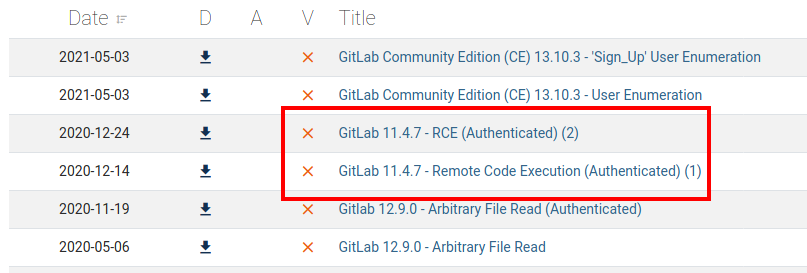 Date D A V Title
2021-05-03 GitLab Community Edition (CE) 13.10.3 - 'Sign_Up' User Enumeration
2021-05-03 GitLab Community Edition (CE) 13.10.3 - User Enumeration
2020-12-24 GitLab 11.4.7 - RCE (Authenticated) (2)
2020-12-14 GitLab 11.4.7 - Remote Code Execution (Authenticated) (1)
2020-11-19 Gitlab 12.9.0 - Arbitrary File Read (Authenticated)
2020-05-06 GitLab 12.9.0 - Arbitrary File Read